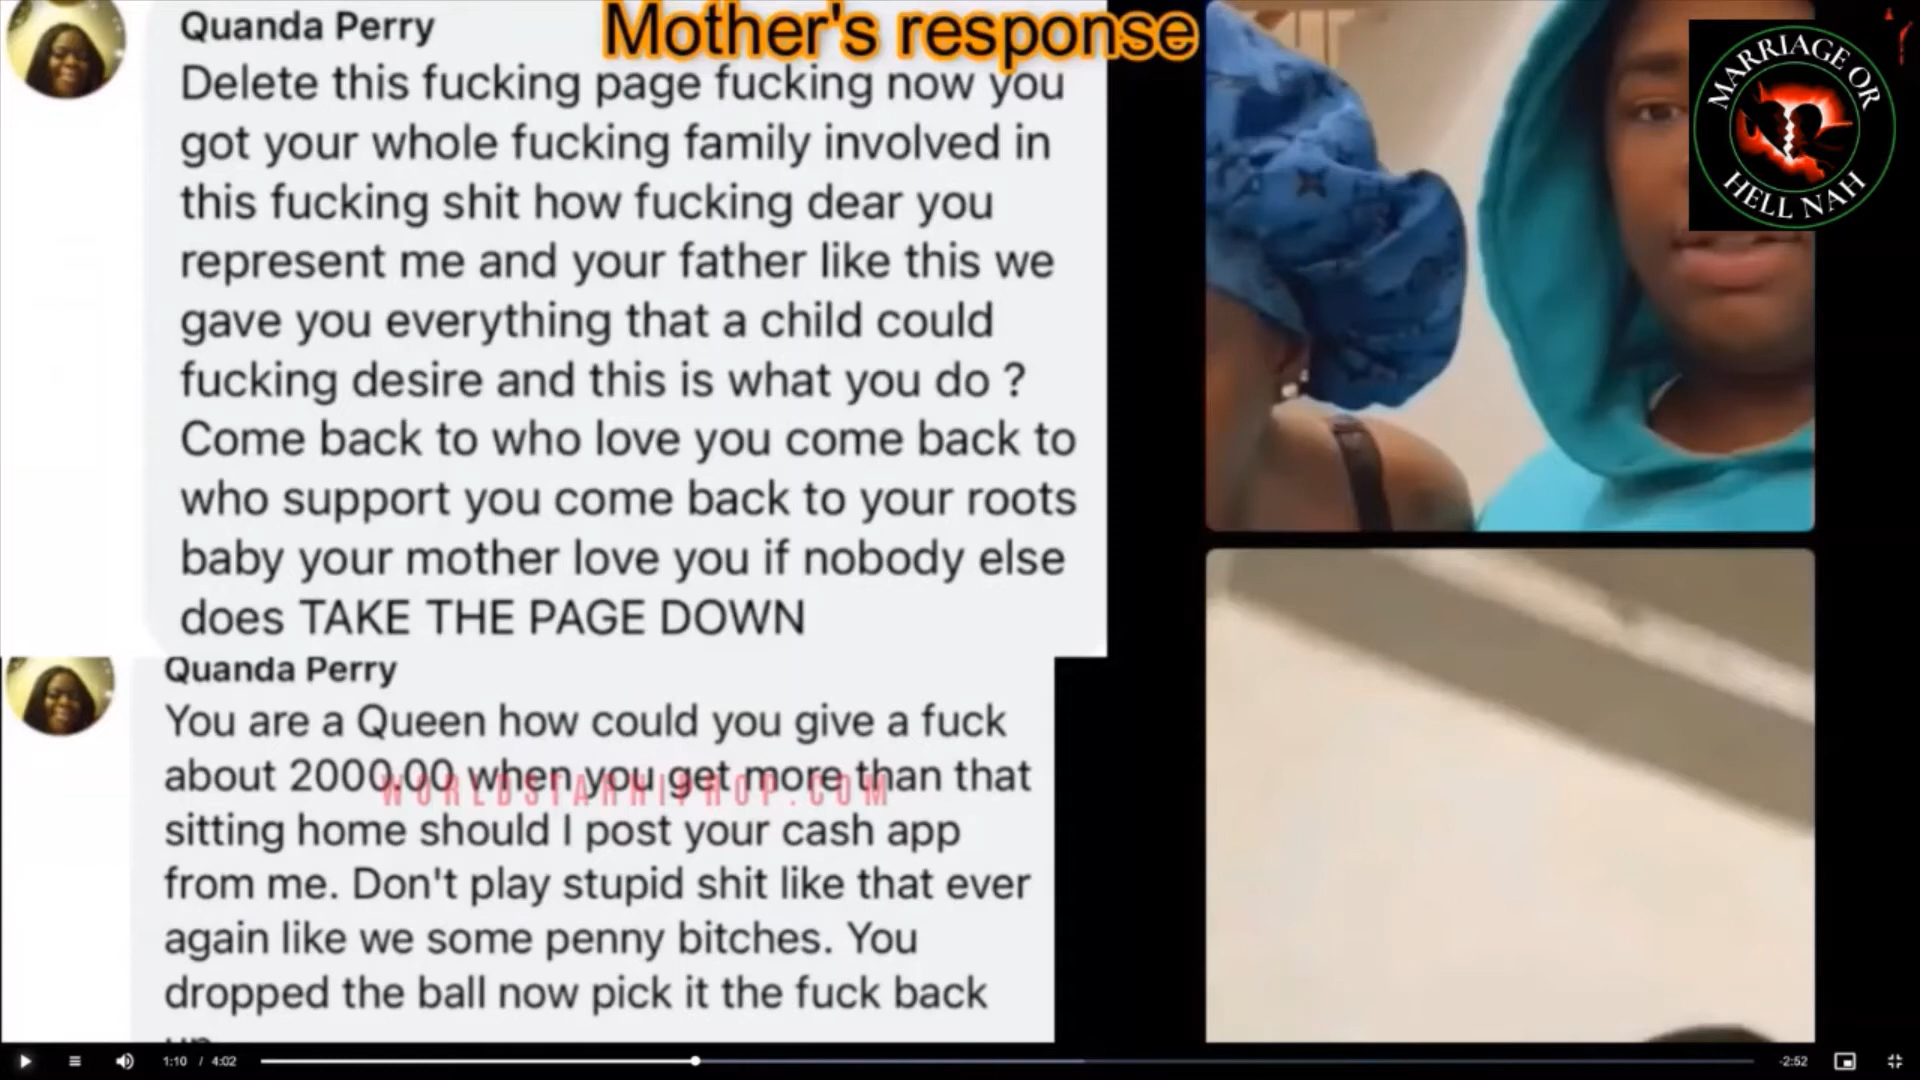 Mother's response
Quanda Perry
Delete this fucking page fucking now you
got your whole fucking family involved in
this fucking shit how fucking dear you
represent me and your father like this we
gave you everything that a child could
fucking desire and this is what you do ?
Come back to who love you come back to
who support you come back to your roots
baby your mother love you if nobody else
does TAKE THE PAGE DOWN
Quanda Perry
You are a Queen how could you give a fuck
about 2000.00 when you get more than that
WORLDSTARHIPHOP.COM
sitting home should I post your cash app
from me. Don't play stupid shit like that ever
again like we some penny bitches. You
dropped the ball now pick it the fuck back
MARRIAGE OR
HELL NAH
1:10 / 4:02
-2:52